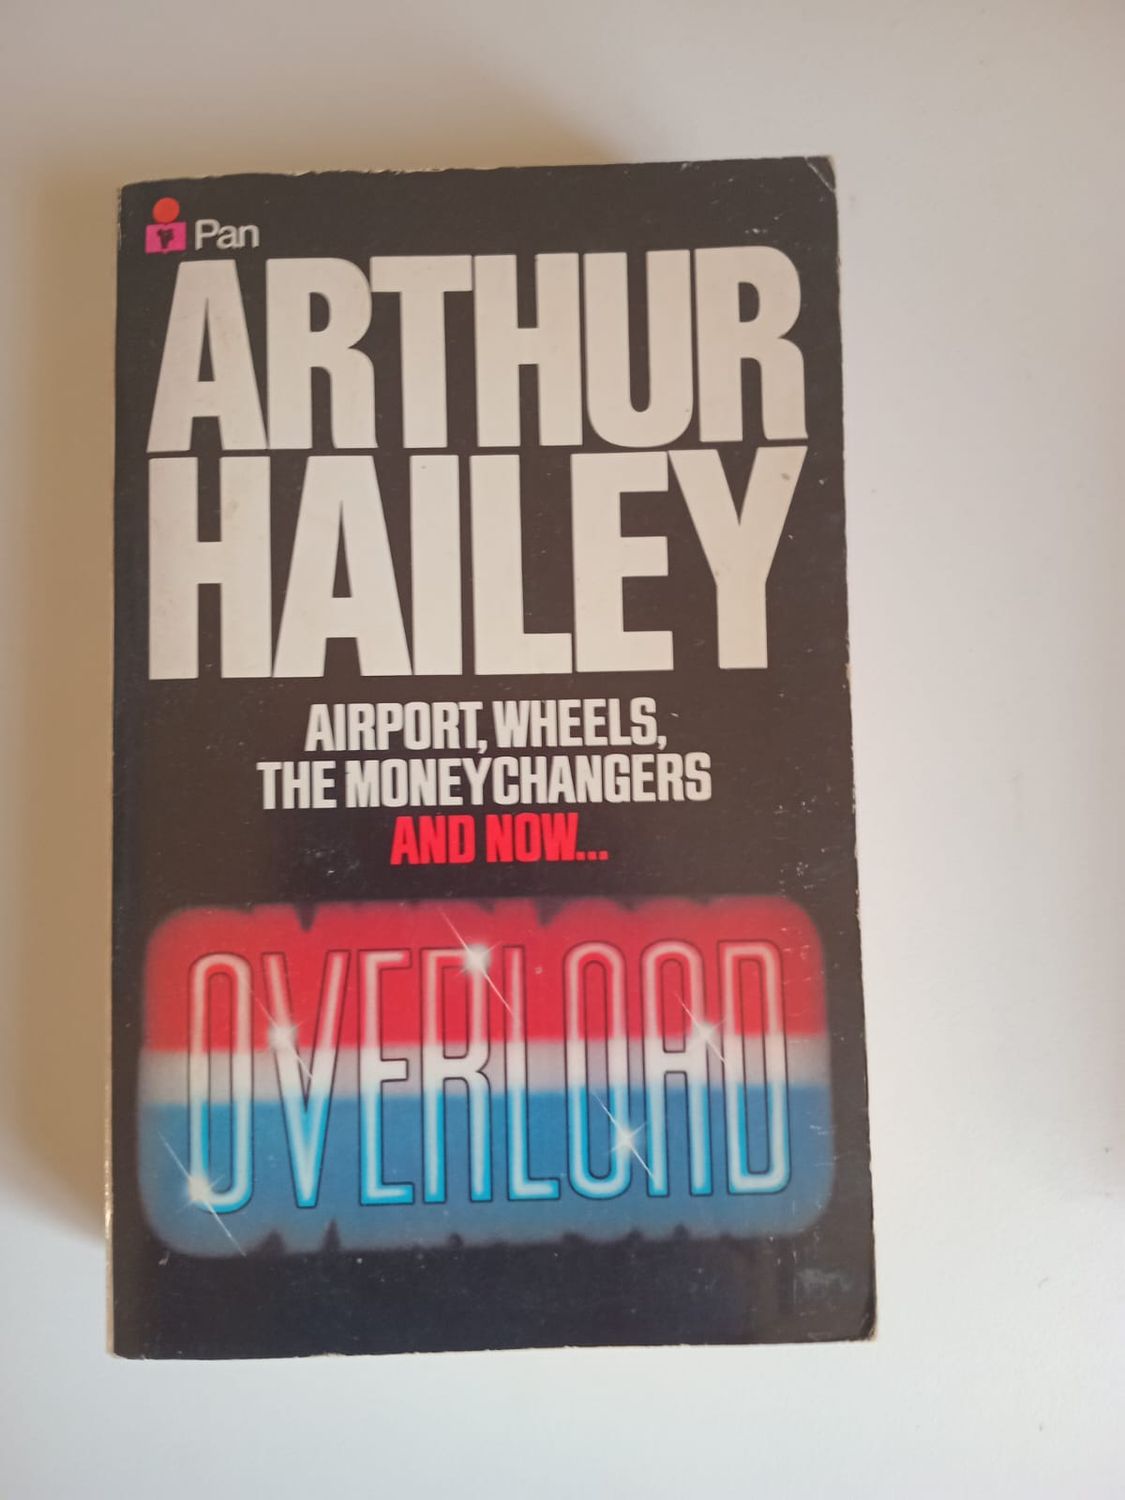 Pan
ARTHUR
HAILEY
AIRPORT, WHEELS,
THE MONEYCHANGERS
AND NOW...
OVERLOAD